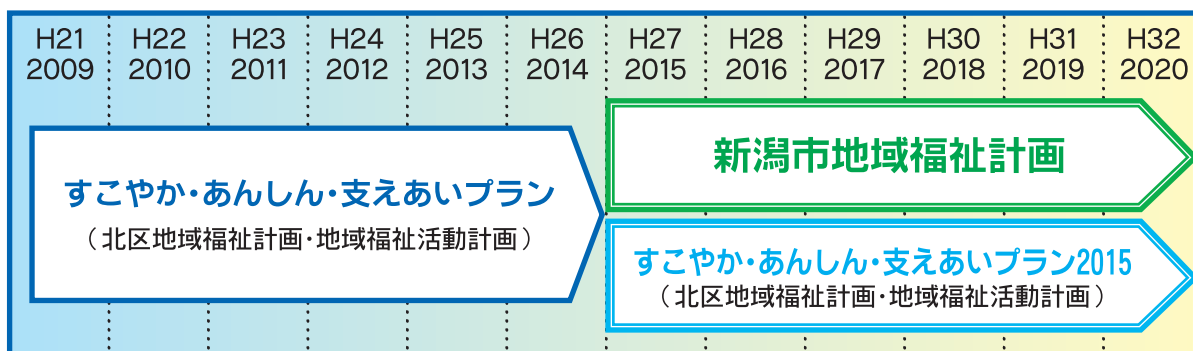 H21 H22 H23 H24 H25 H26 H27 H28 H29 H30 H31 H32
2009 2010 2011 2012 2013 2014 2015 2016 2017 2018 2019 2020
すこやか・あんしん・支えあいプラン
（北区地域福祉計画・地域福祉活動計画）
新潟市地域福祉計画
すこやか・あんしん・支えあいプラン2015
（北区地域福祉計画・地域福祉活動計画）